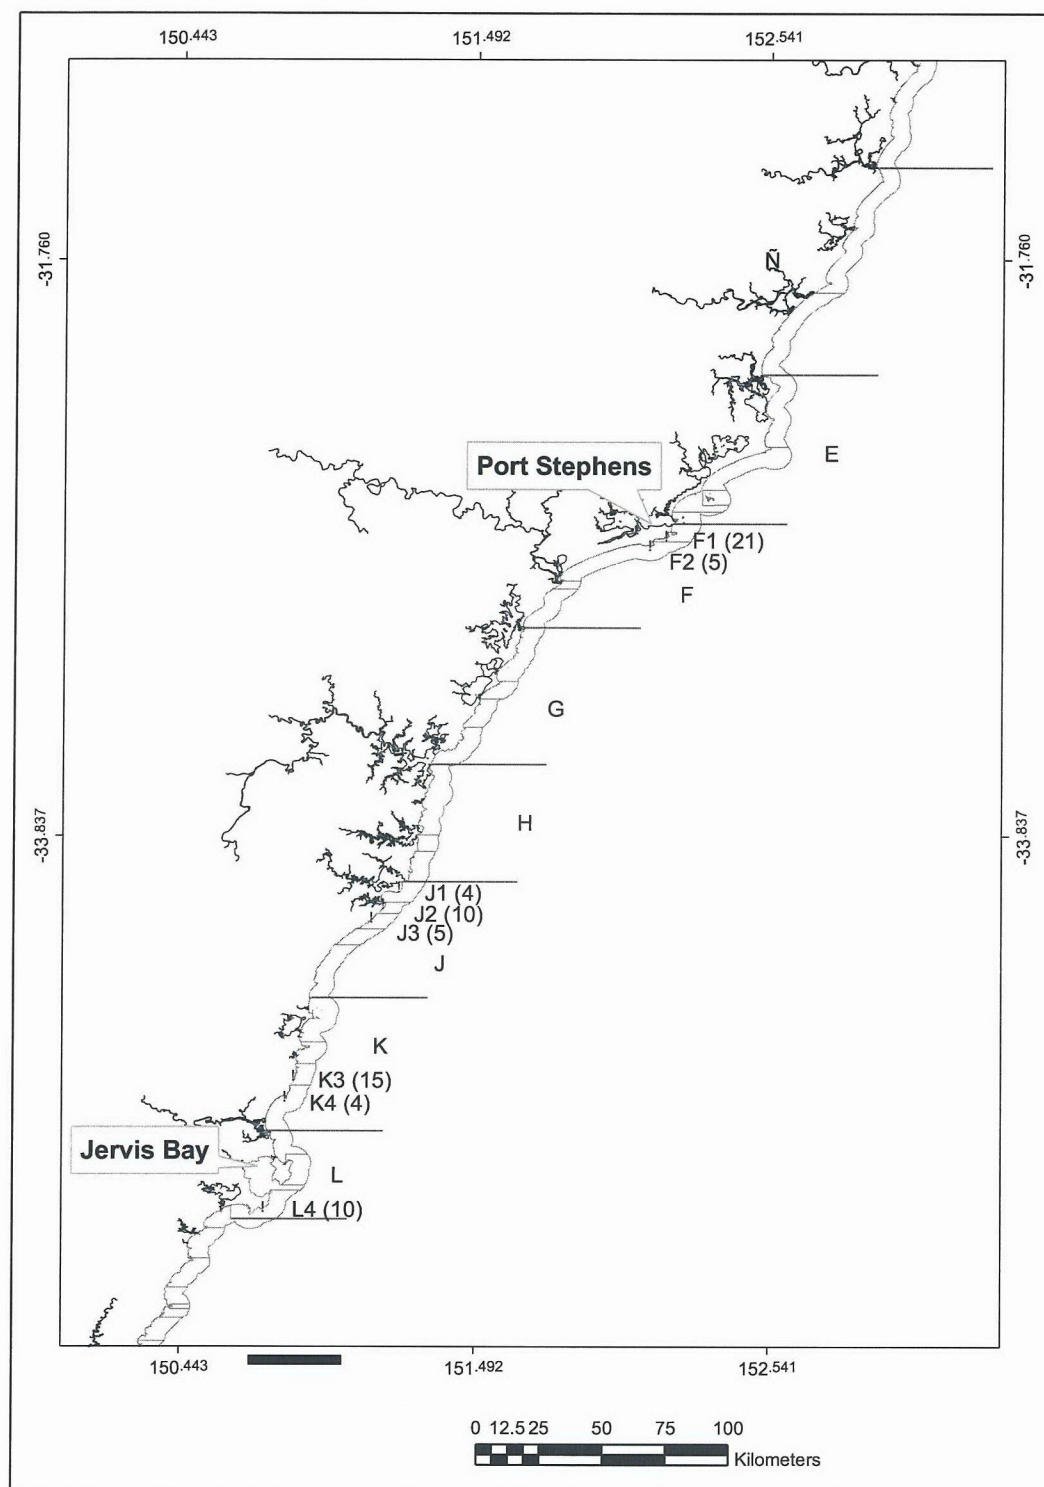 150.443 151.492 152.541
-31.760 -31.760
Ñ
E
Port Stephens
F1 (21)
F2 (5)
F
G
H
-33.837 -33.837
J1 (4)
J2 (10)
J3 (5)
J
K
K3 (15)
K4 (4)
Jervis Bay
L
L4 (10)
150.443 151.492 152.541
0 12.5 25 50 75 100
Kilometers